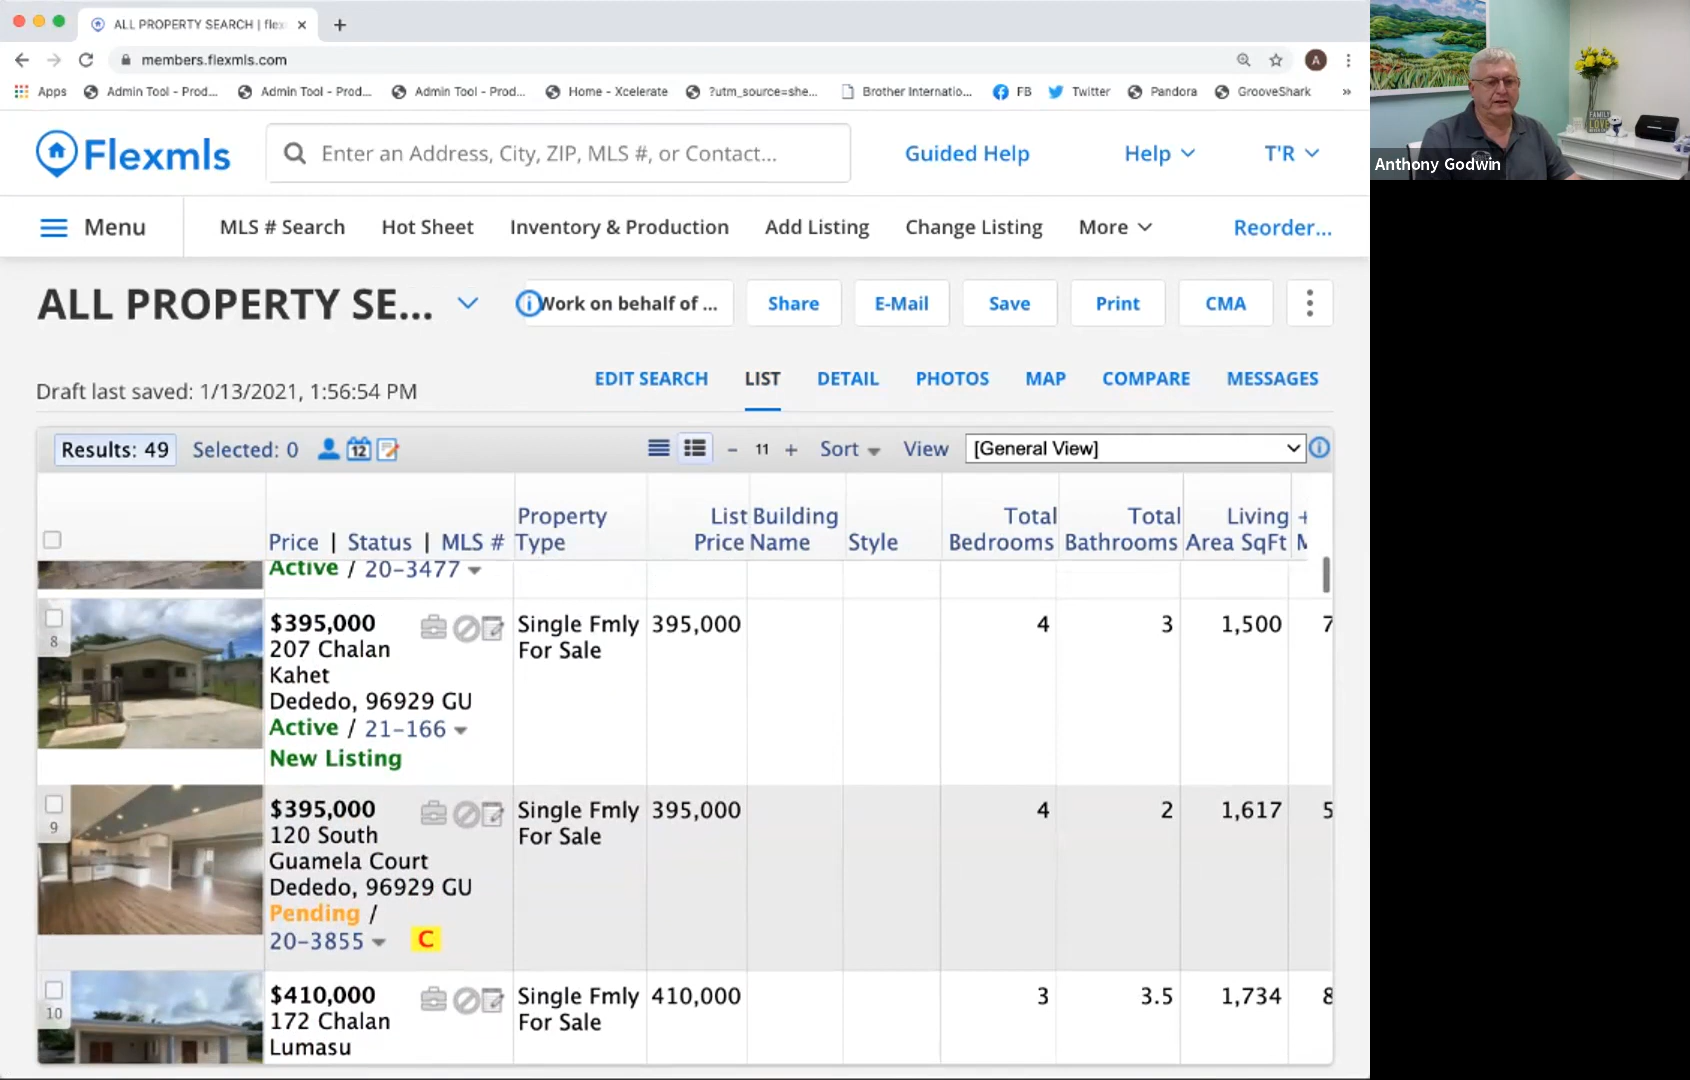 ALL PROPERTY SEARCH | flex
members.flexmls.com
Apps
Admin Tool - Prod...
Admin Tool - Prod...
Admin Tool - Prod...
Home - Xcelerate
?utm_source=she...
Brother Internatio...
FB
Twitter
Pandora
GrooveShark
»
A
Flexmls
Enter an Address, City, ZIP, MLS #, or Contact...
Guided Help
Help
T'R
Menu
MLS # Search
Hot Sheet
Inventory & Production
Add Listing
Change Listing
More
Reorder...
ALL PROPERTY SE...
Work on behalf of ...
Share
E-Mail
Save
Print
CMA
Draft last saved: 1/13/2021, 1:56:54 PM
EDIT SEARCH
LIST
DETAIL
PHOTOS
MAP
COMPARE
MESSAGES
Results: 49
Selected: 0
12
- 11 +
Sort
View
[General View]
Price | Status | MLS #
Property
Type
List
Price
Building
Name
Style
Total
Bedrooms
Total
Bathrooms
Living
Area SqFt
+
M
Active / 20-3477
8
$395,000
207 Chalan
Kahet
Dededo, 96929 GU
Active / 21-166
New Listing
Single Fmly
For Sale
395,000
4
3
1,500
7
9
$395,000
120 South
Guamela Court
Dededo, 96929 GU
Pending /
20-3855
C
Single Fmly
For Sale
395,000
4
2
1,617
5
10
$410,000
172 Chalan
Lumasu
Single Fmly
For Sale
410,000
3
3.5
1,734
8
FAMILY
LOVE
Anthony Godwin